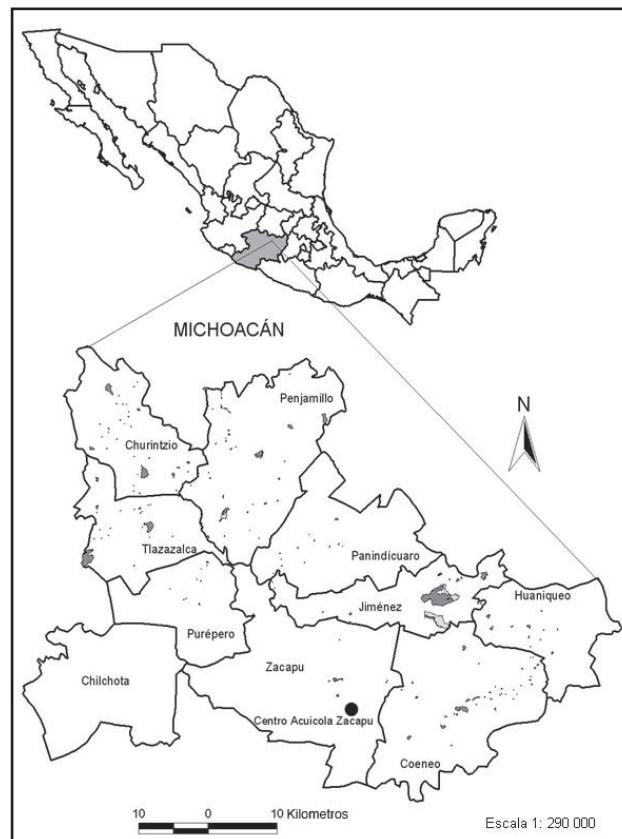 MICHOACÁN
N
Penjamillo
Churintzio
Tlazazalca
Panindícuaro
Jiménez
Huaniqueo
Purépero
Zacapu
Chilchota
Centro Acuicola Zacapu
Coeneo
10 0 10 Kilometros
Escala 1: 290 000